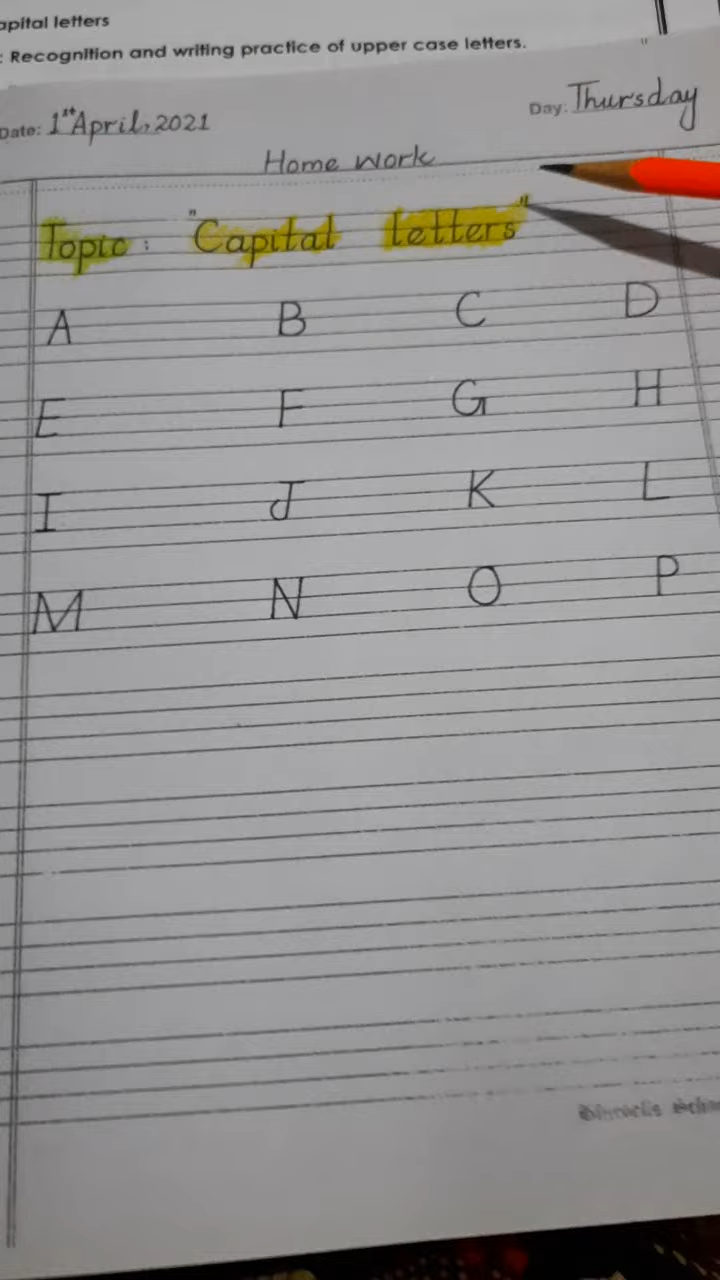 letters
: Recognition and writing practice of upper case letters.
Date: 1st April, 2021 Day: Thursday
Home Work
Topic: "Capital letters"
A B C D
E F G H
I J K L
M N O P